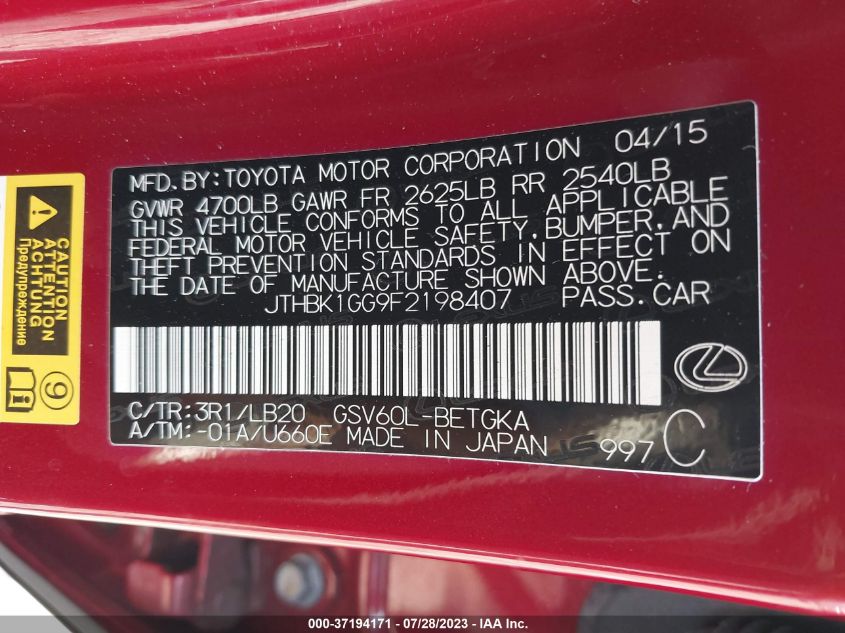 MFD.BY:TOYOTA MOTOR CORPORATION 04/15
GVWR 4700LB GAWR FR 2625LB RR 2540LB
THIS VEHICLE CONFORMS TO ALL APPLICABLE
FEDERAL MOTOR VEHICLE SAFETY,BUMPER,AND
THEFT PREVENTION STANDARDS IN EFFECT ON
THE DATE OF MANUFACTURE SHOWN ABOVE.
JTHBK1GG9F2198407 PASS.CAR
C/TR:3R1/LB20 GSV60L-BETGKA
A/TM:-01A/U660E MADE IN JAPAN
997 C
CAUTION
ATTENTION
ACHTUNG
Предупреждение
9
000-37194171 - 07/28/2023 - IAA Inc.